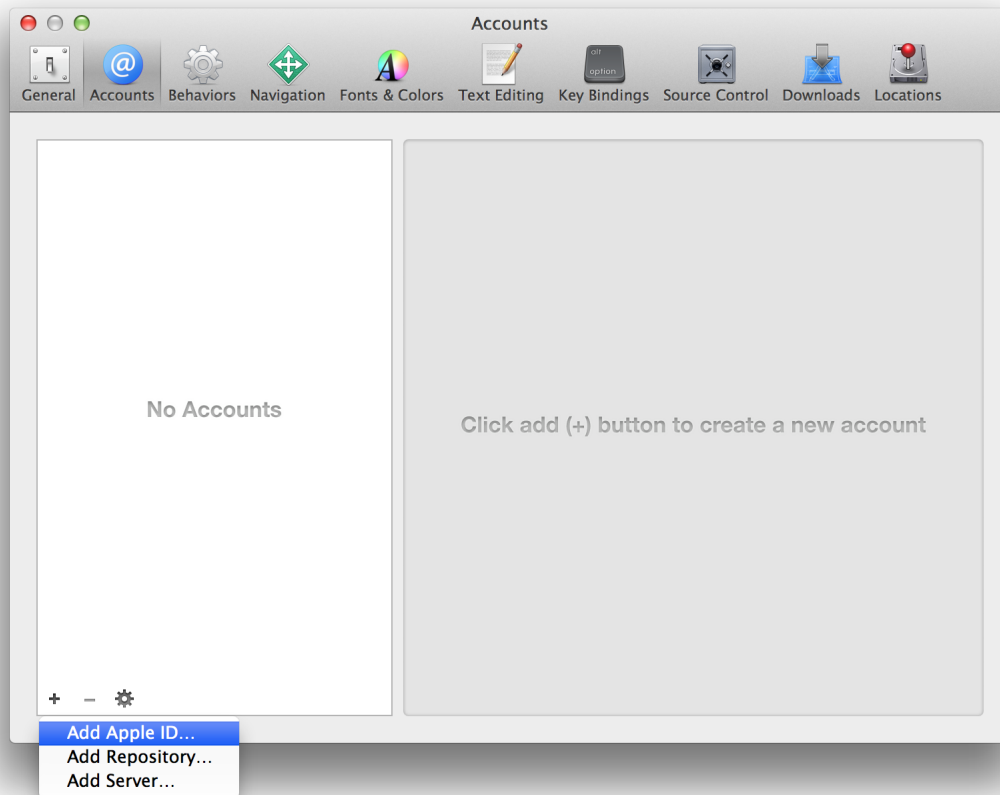 Accounts
General Accounts Behaviors Navigation Fonts & Colors Text Editing alt option Key Bindings Source Control Downloads Locations
No Accounts
Click add (+) button to create a new account
+ −
Add Apple ID...
Add Repository...
Add Server...